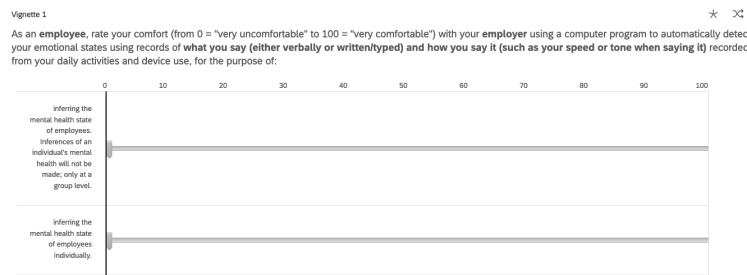 Vignette 1
As an employee, rate your comfort (from 0 = "very uncomfortable" to 100 = "very comfortable") with your employer using a computer program to automatically detec
your emotional states using records of what you say (either verbally or written/typed) and how you say it (such as your speed or tone when saying it) recorded
from your daily activities and device use, for the purpose of:
0 10 20 30 40 50 60 70 80 90 100
inferring the
mental health state
of employees.
Inferences of an
individual's mental
health will not be
made; only at a
group level.
inferring the
mental health state
of employees
individually.